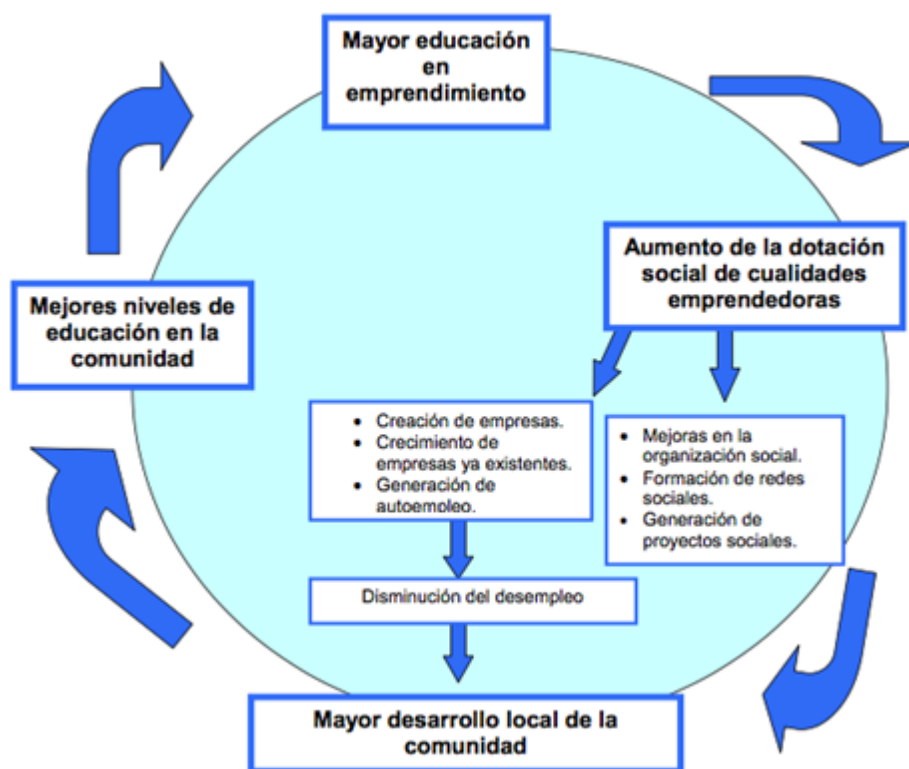 Mayor educación
en
emprendimiento
Aumento de la dotación
social de cualidades
emprendedoras
Mejores niveles de
educación en la
comunidad
• Creación de empresas.
• Crecimiento de
empresas ya existentes.
• Generación de
autoempleo.
• Mejoras en la
organización social.
• Formación de redes
sociales.
• Generación de
proyectos sociales.
Disminución del desempleo
Mayor desarrollo local de la
comunidad